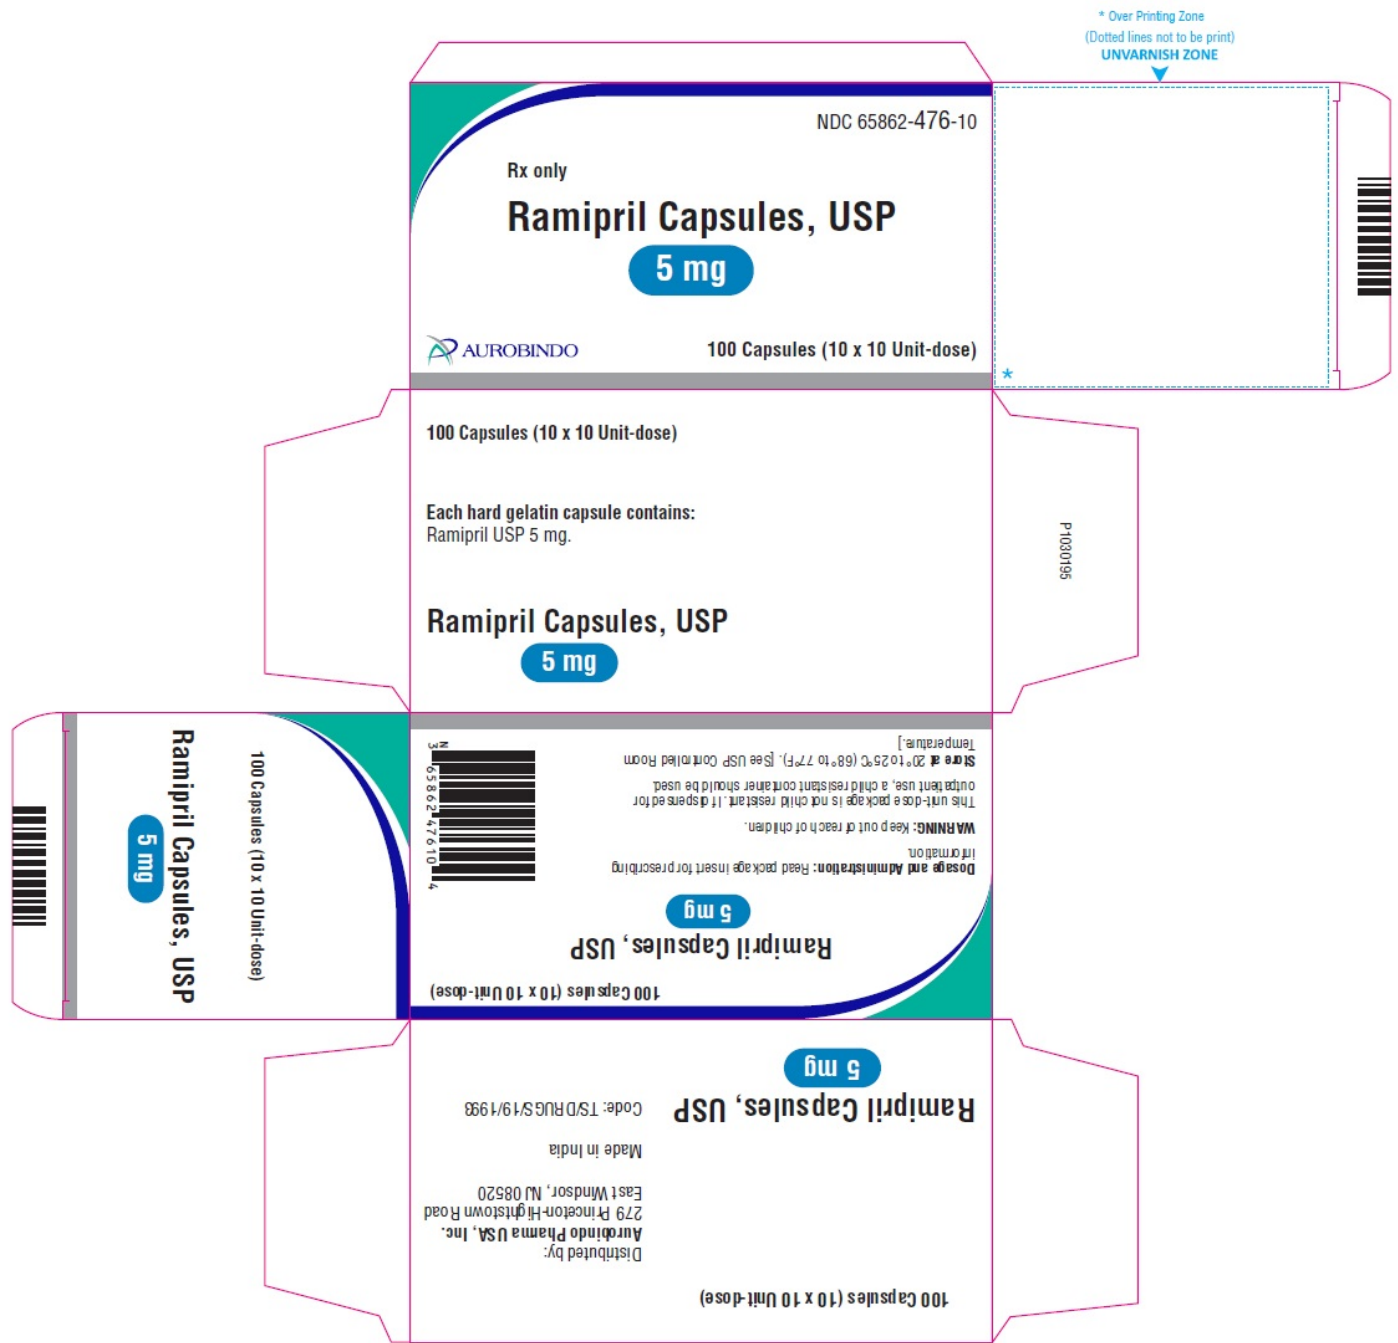 * Over Printing Zone
(Dotted lines not to be print)
UNVARNISH ZONE
NDC 65862-476-10
Rx only
Ramipril Capsules, USP
5 mg
AUROBINDO
100 Capsules (10 x 10 Unit-dose)
*
100 Capsules (10 x 10 Unit-dose)
Each hard gelatin capsule contains:
Ramipril USP 5 mg.
Ramipril Capsules, USP
5 mg
P1030195
Ramipril Capsules, USP
5 mg
100 Capsules (10 x 10 Unit-dose)
100 Capsules (10 x 10 Unit-dose)
Ramipril Capsules, USP
5 mg
Dosage and Administration: Read package insert for prescribing
information.
WARNING: Keep out of reach of children.
This unit-dose package is not child resistant. If dispensed for
outpatient use, a child resistant container should be used.
Store at 20° to 25°C (68° to 77°F). [See USP Controlled Room
Temperature.]
N
3 65862 47610 4
100 Capsules (10 x 10 Unit-dose)
Distributed by:
Aurobindo Pharma USA, Inc.
279 Princeton-Hightstown Road
East Windsor, NJ 08520
Made in India
Code: TS/DRUGS/19/1993
Ramipril Capsules, USP
5 mg